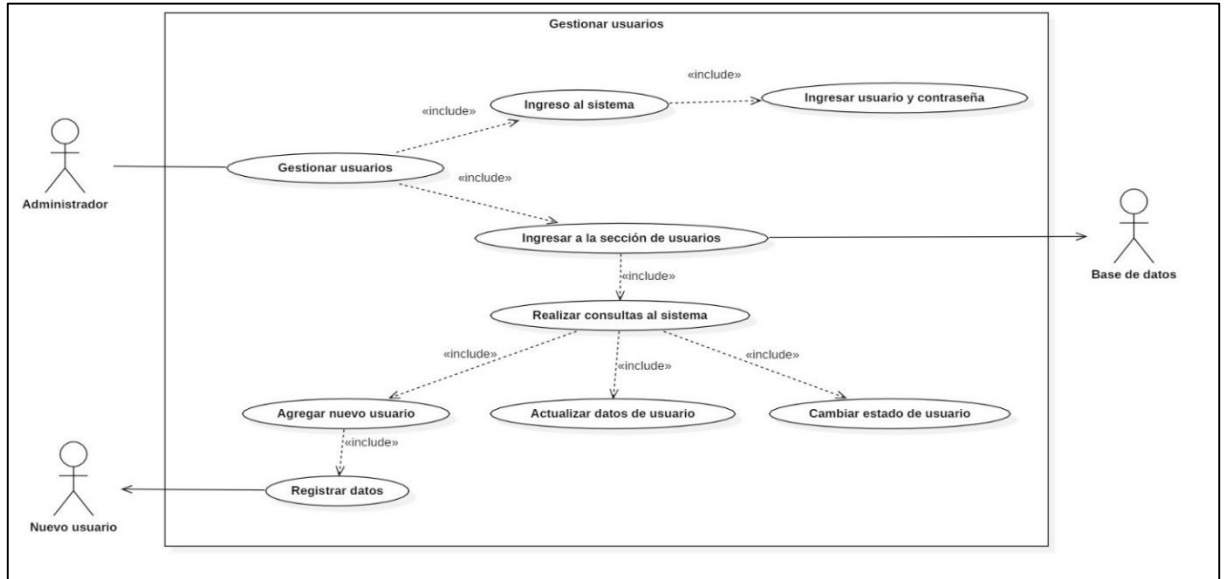 Gestionar usuarios
«include»
Ingreso al sistema
Ingresar usuario y contraseña
«include»
Gestionar usuarios
«include»
Administrador
Ingresar a la sección de usuarios
Base de datos
«include»
Realizar consultas al sistema
«include»
«include»
«include»
Agregar nuevo usuario
Actualizar datos de usuario
Cambiar estado de usuario
«include»
Registrar datos
Nuevo usuario